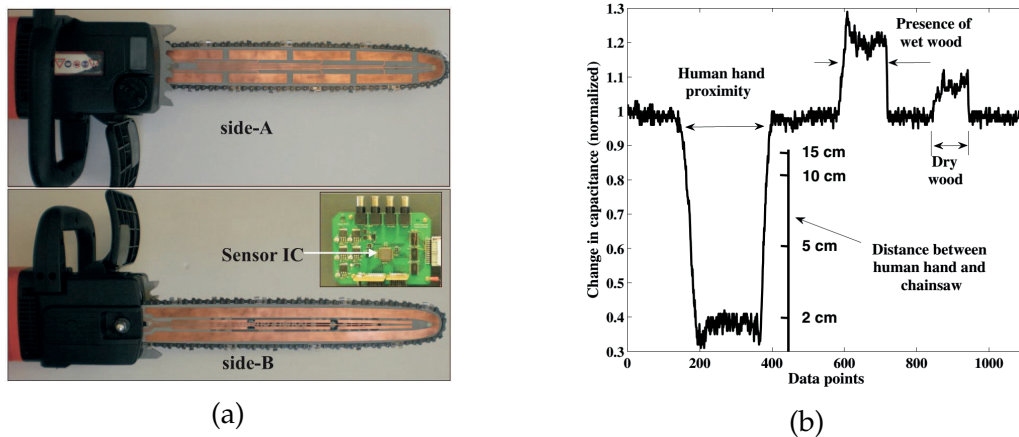 side-A
Sensor IC
side-B
(a)
1.3
1.2
1.1
1
0.9
0.8
0.7
0.6
0.5
0.4
0.3
0
200
400
600
800
1000
Change in capacitance (normalized)
Data points
Human hand
proximity
Presence of
wet wood
Dry
wood
15 cm
10 cm
5 cm
2 cm
Distance between
human hand and
chainsaw
(b)